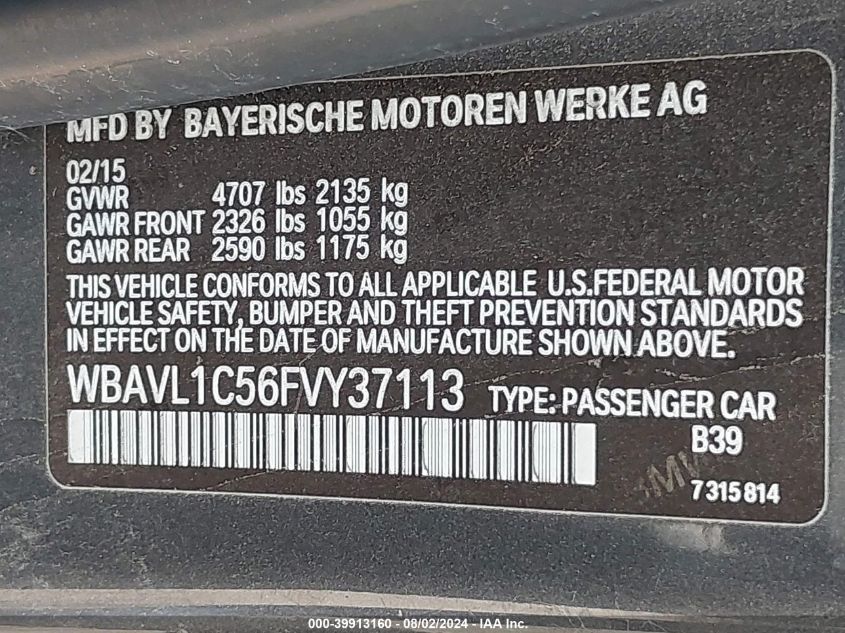 MFD BY BAYERISCHE MOTOREN WERKE AG
02/15
GVWR 4707 lbs 2135 kg
GAWR FRONT 2326 lbs 1055 kg
GAWR REAR 2590 lbs 1175 kg
THIS VEHICLE CONFORMS TO ALL APPLICABLE U.S.FEDERAL MOTOR
VEHICLE SAFETY, BUMPER AND THEFT PREVENTION STANDARDS
IN EFFECT ON THE DATE OF MANUFACTURE SHOWN ABOVE.
WBAVL1C56FVY37113 TYPE: PASSENGER CAR
B39
BMW
7315814
000-39913160 - 08/02/2024 - IAA Inc.